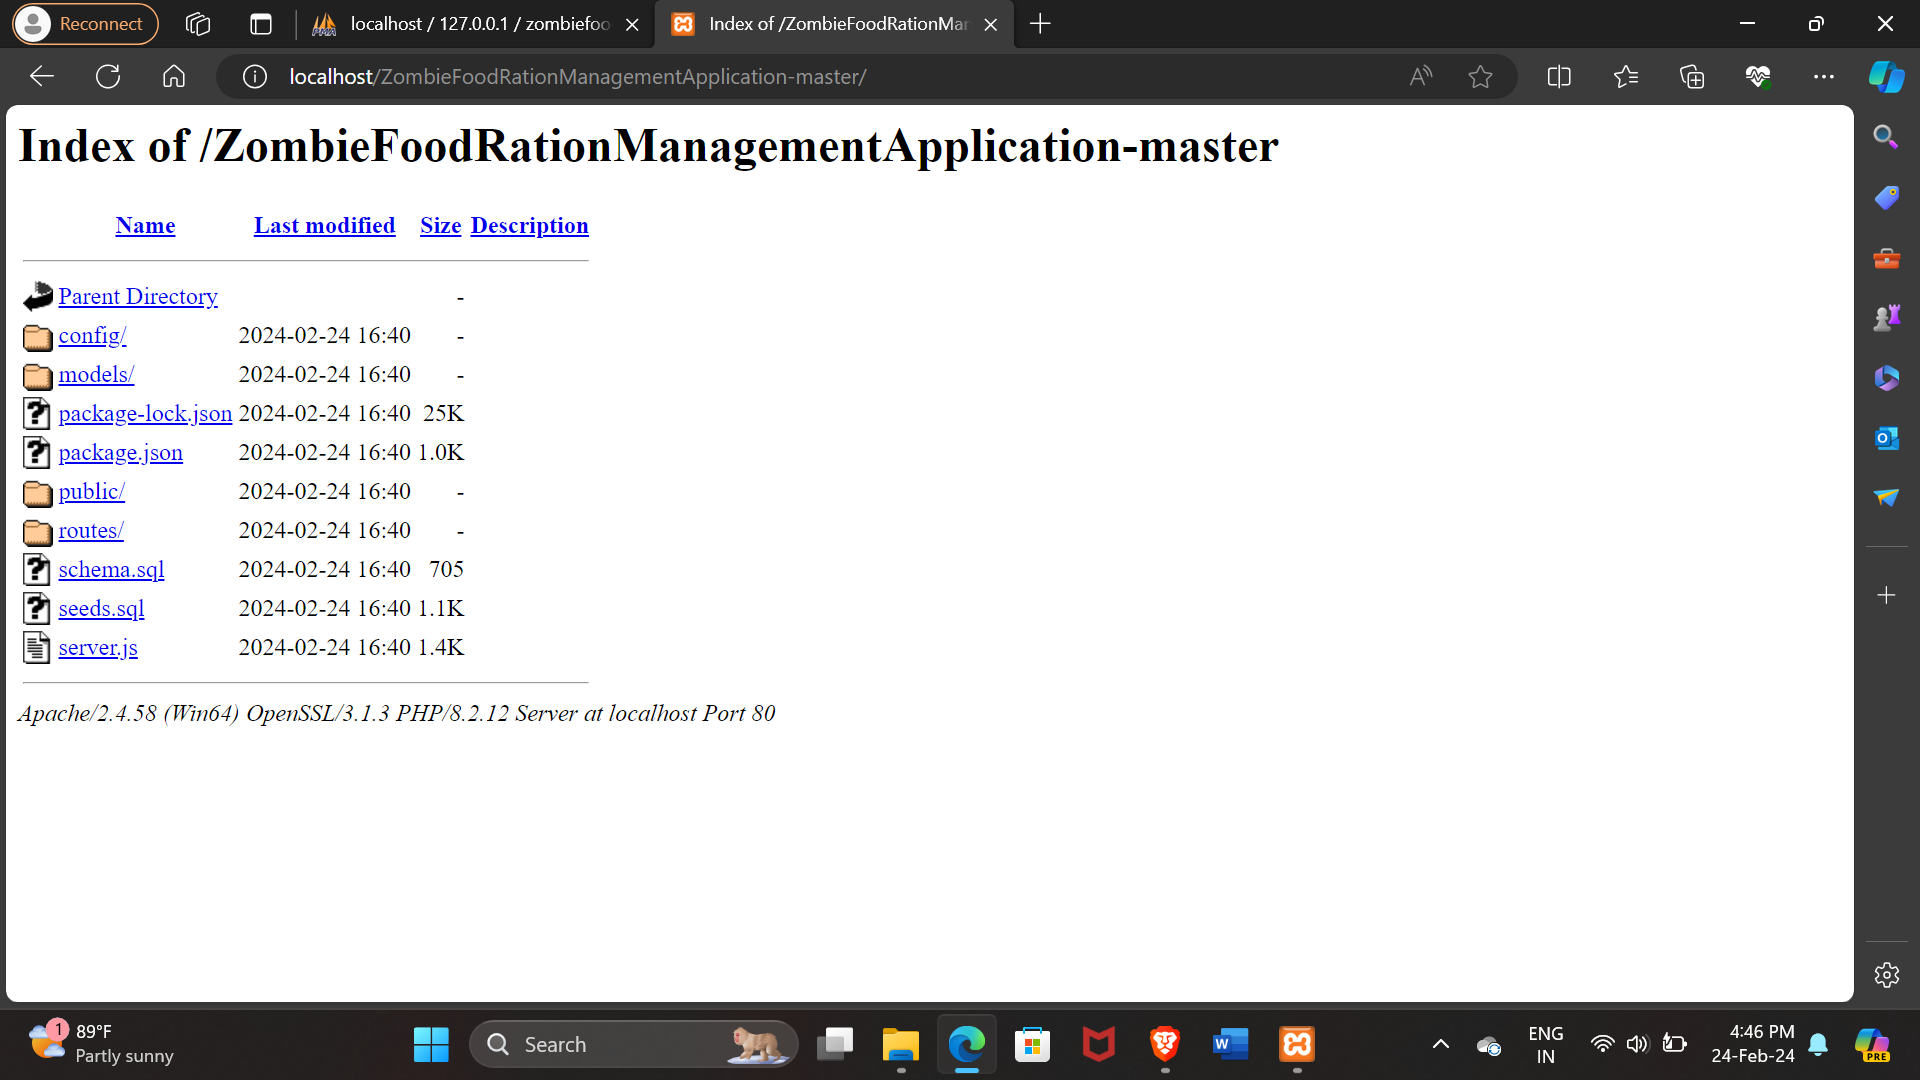 Reconnect
localhost / 127.0.0.1 / zombiefoo
Index of /ZombieFoodRationMan
localhost/ZombieFoodRationManagementApplication-master/
Index of /ZombieFoodRationManagementApplication-master
Name Last modified Size Description
Parent Directory -
config/ 2024-02-24 16:40 -
models/ 2024-02-24 16:40 -
package-lock.json 2024-02-24 16:40 25K
package.json 2024-02-24 16:40 1.0K
public/ 2024-02-24 16:40 -
routes/ 2024-02-24 16:40 -
schema.sql 2024-02-24 16:40 705
seeds.sql 2024-02-24 16:40 1.1K
server.js 2024-02-24 16:40 1.4K
Apache/2.4.58 (Win64) OpenSSL/3.1.3 PHP/8.2.12 Server at localhost Port 80
1
89°F
Partly sunny
Search
ENG
IN
4:46 PM
24-Feb-24
PRE